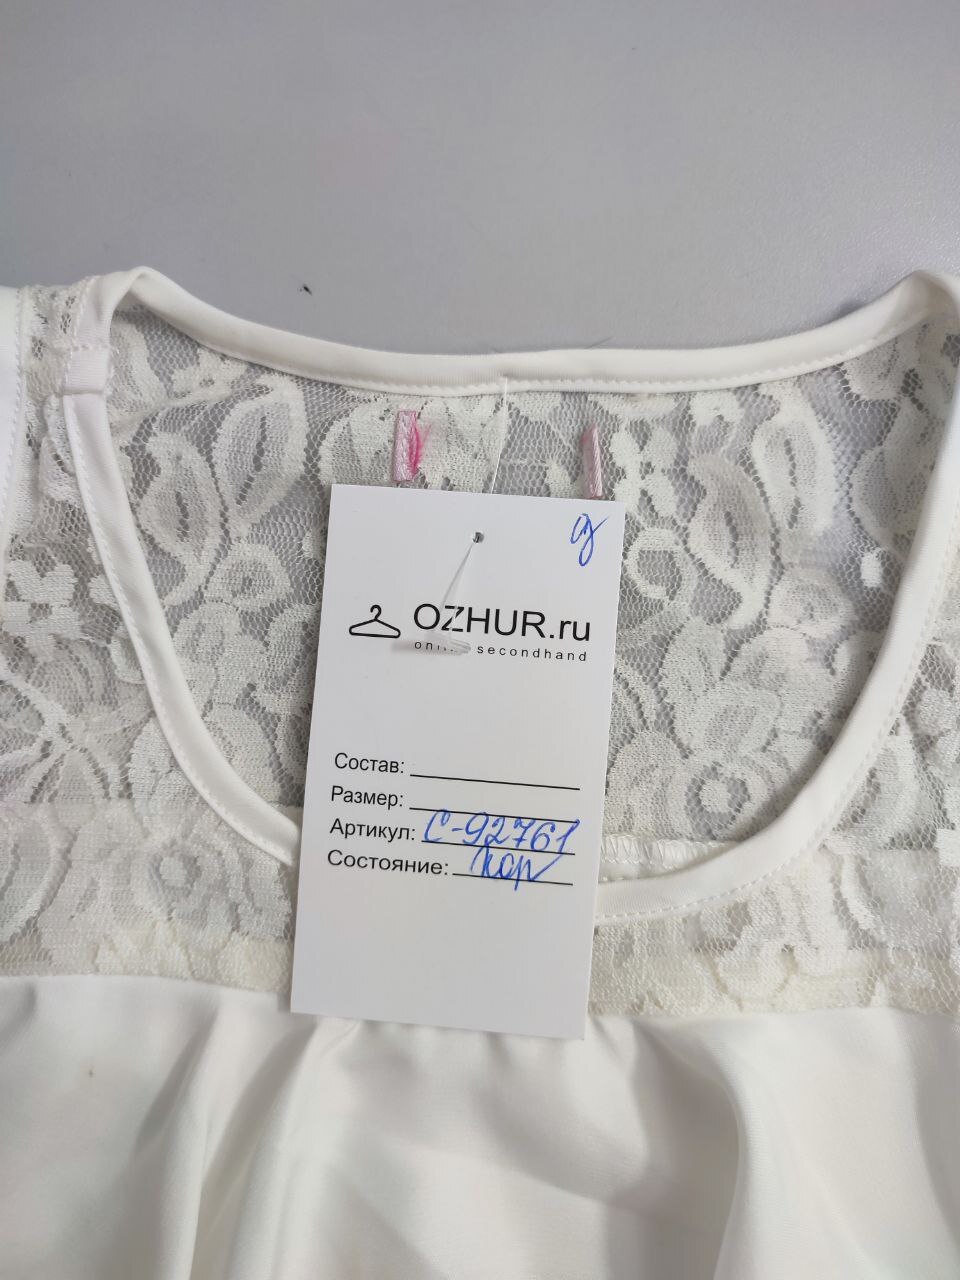 OZHUR.ru
secondhand
Состав:
Размер:
Артикул: С-92761
Состояние: хор